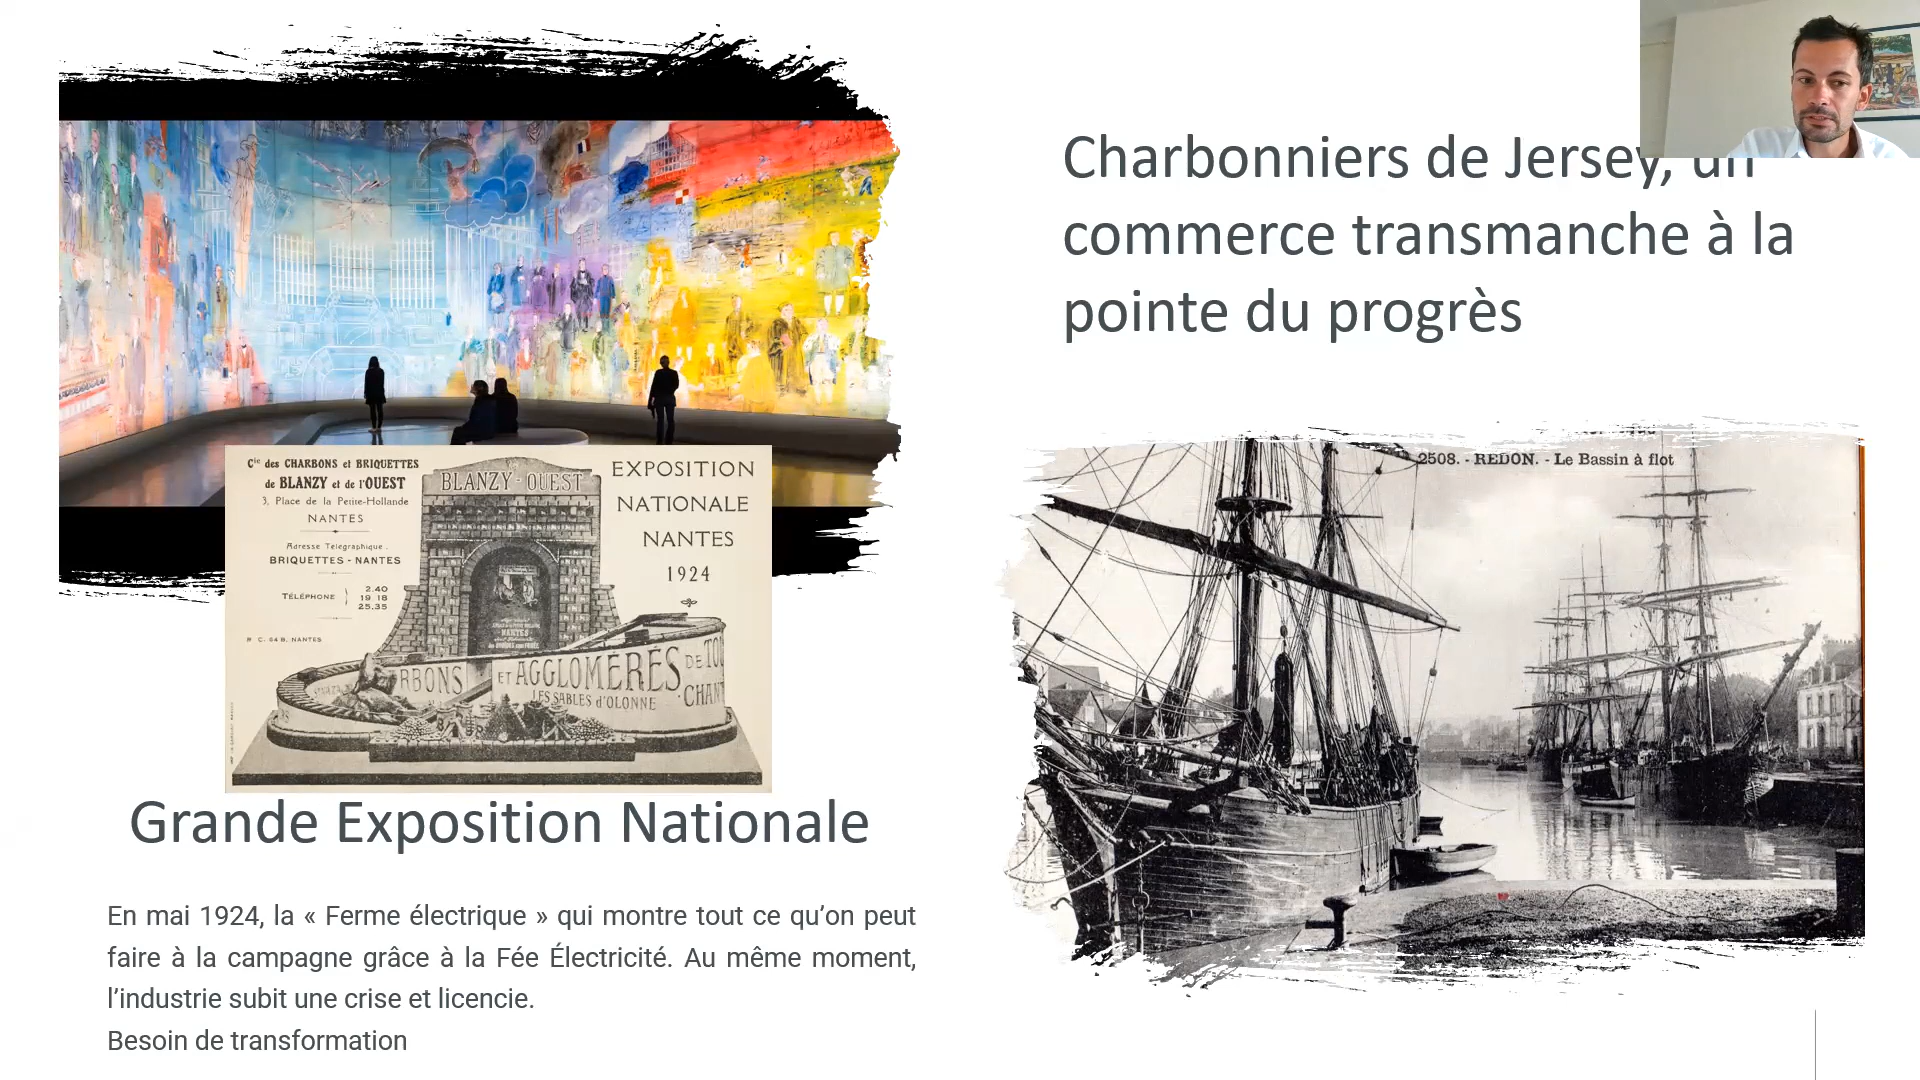 Charbonniers de Jersey, un
commerce transmanche à la
pointe du progrès
Cie des CHARBONS et BRIQUETTES
de BLANZY et de l'OUEST
3, Place de la Petite-Hollande
NANTES
Adresse Télégraphique.
BRIQUETTES - NANTES
TÉLÉPHONE
2.40
19 18
25.35
R C. 64 B. NANTES
BLANZY-OUEST
EXPOSITION
NATIONALE
NANTES
1924
NANTES
RBONS
ET AGGLOMÉRÉS DE TOU
LES SABLES d'OLONNE
CHAN
2508. - REDON. - Le Bassin à flot
Grande Exposition Nationale
En mai 1924, la « Ferme électrique » qui montre tout ce qu’on peut
faire à la campagne grâce à la Fée Électricité. Au même moment,
l’industrie subit une crise et licencie.
Besoin de transformation